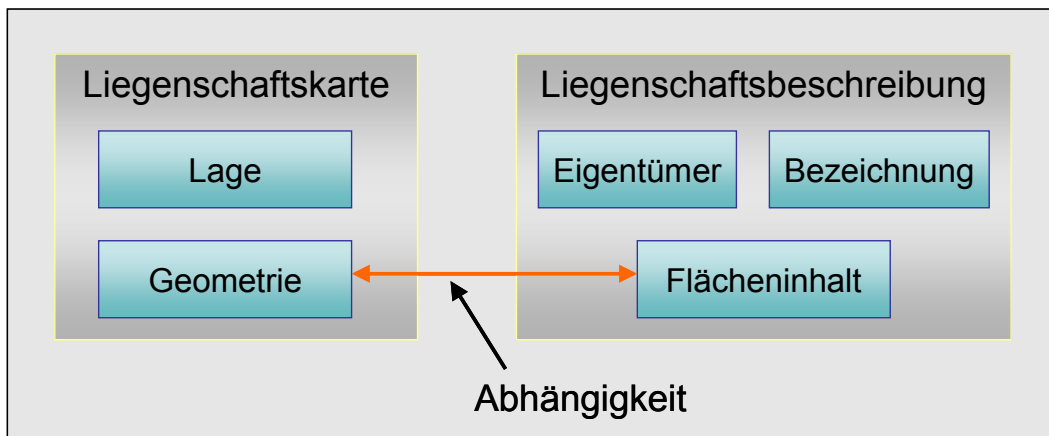 Liegenschaftskarte
Lage
Geometrie
Liegenschaftsbeschreibung
Eigentümer
Bezeichnung
Flächeninhalt
Abhängigkeit